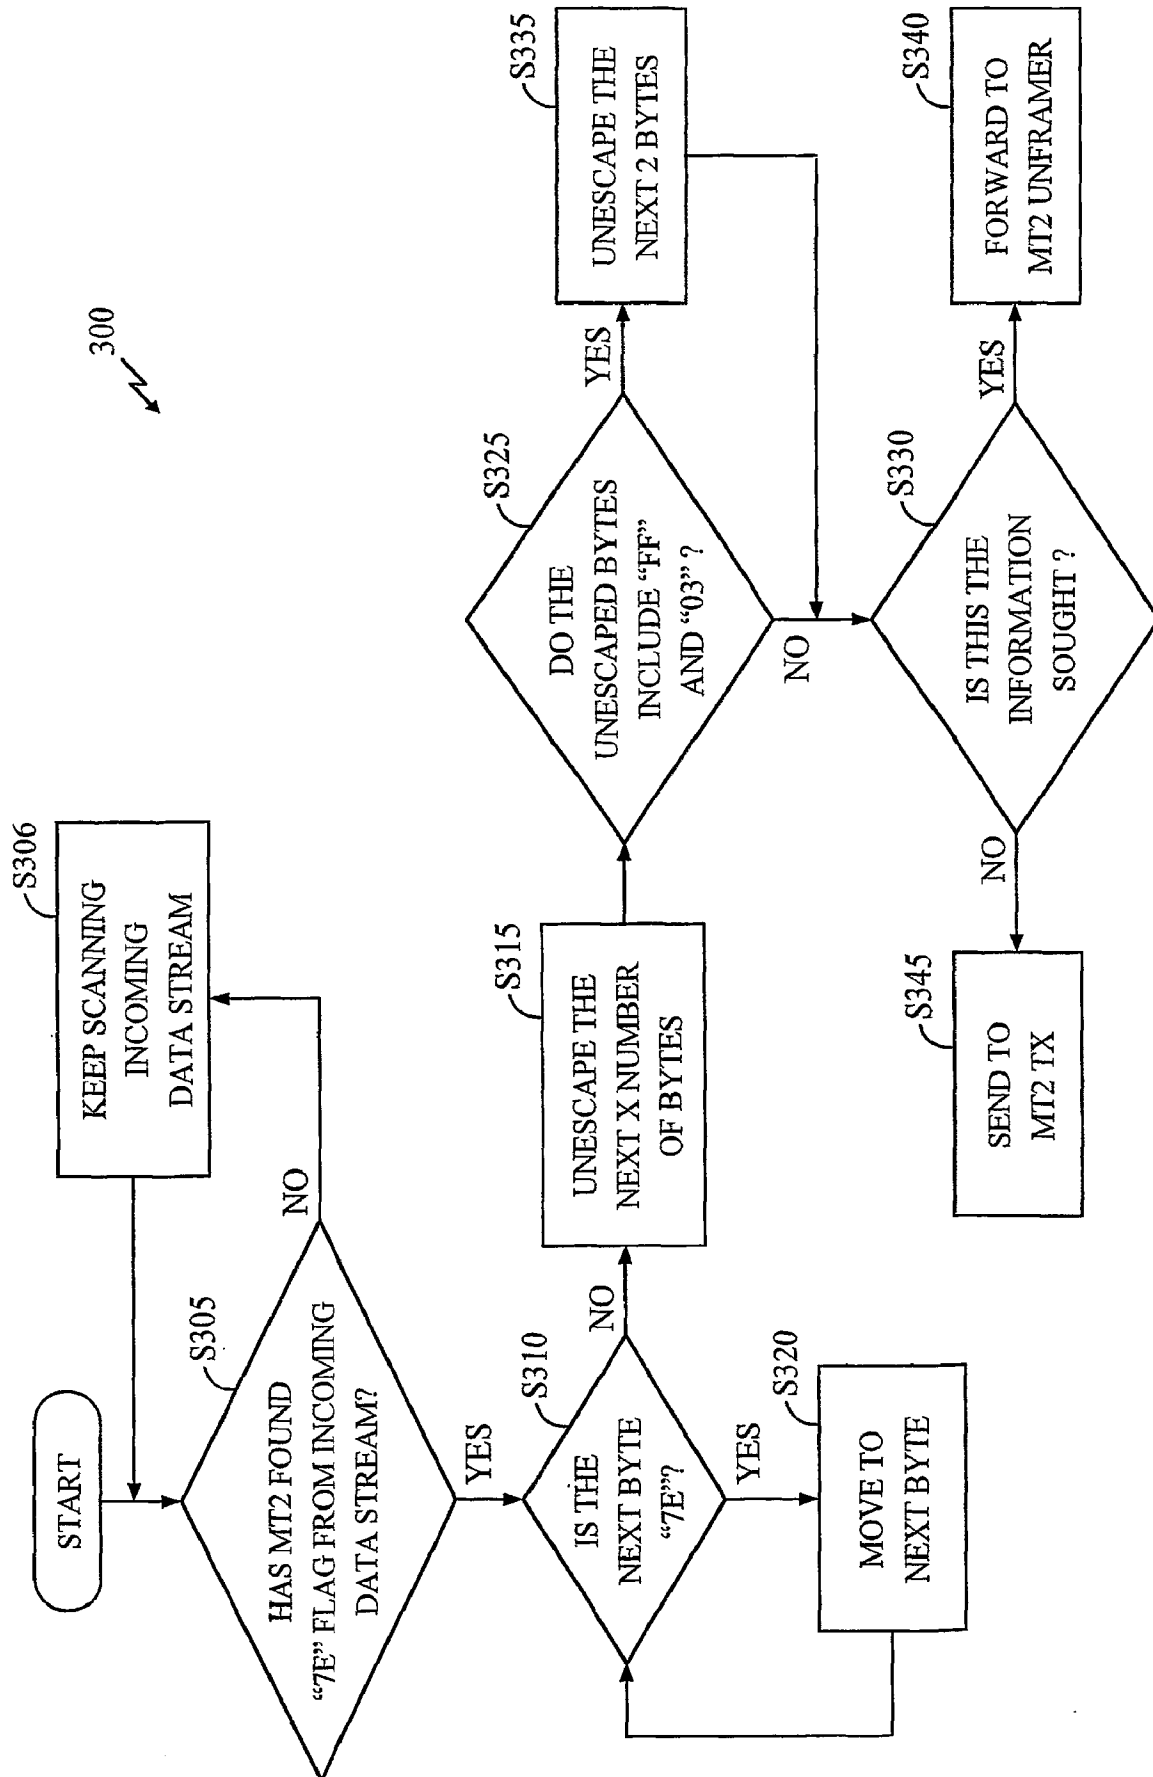 300
START
S305
HAS MT2 FOUND
“7E” FLAG FROM INCOMING
DATA STREAM?
NO
S306
KEEP SCANNING
INCOMING
DATA STREAM
YES
S310
IS THE
NEXT BYTE
“7E”?
YES
S320
MOVE TO
NEXT BYTE
NO
S315
UNESCAPE THE
NEXT X NUMBER
OF BYTES
S325
DO THE
UNESCAPED BYTES
INCLUDE “FF”
AND “03” ?
YES
S335
UNESCAPE THE
NEXT 2 BYTES
NO
S330
IS THIS THE
INFORMATION
SOUGHT ?
YES
S340
FORWARD TO
MT2 UNFRAMER
NO
S345
SEND TO
MT2 TX